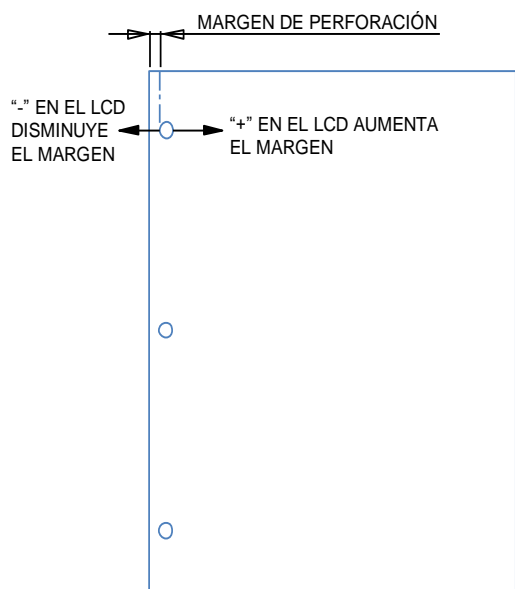 MARGEN DE PERFORACIÓN
“-” EN EL LCD
DISMINUYE
EL MARGEN
“+” EN EL LCD AUMENTA
EL MARGEN